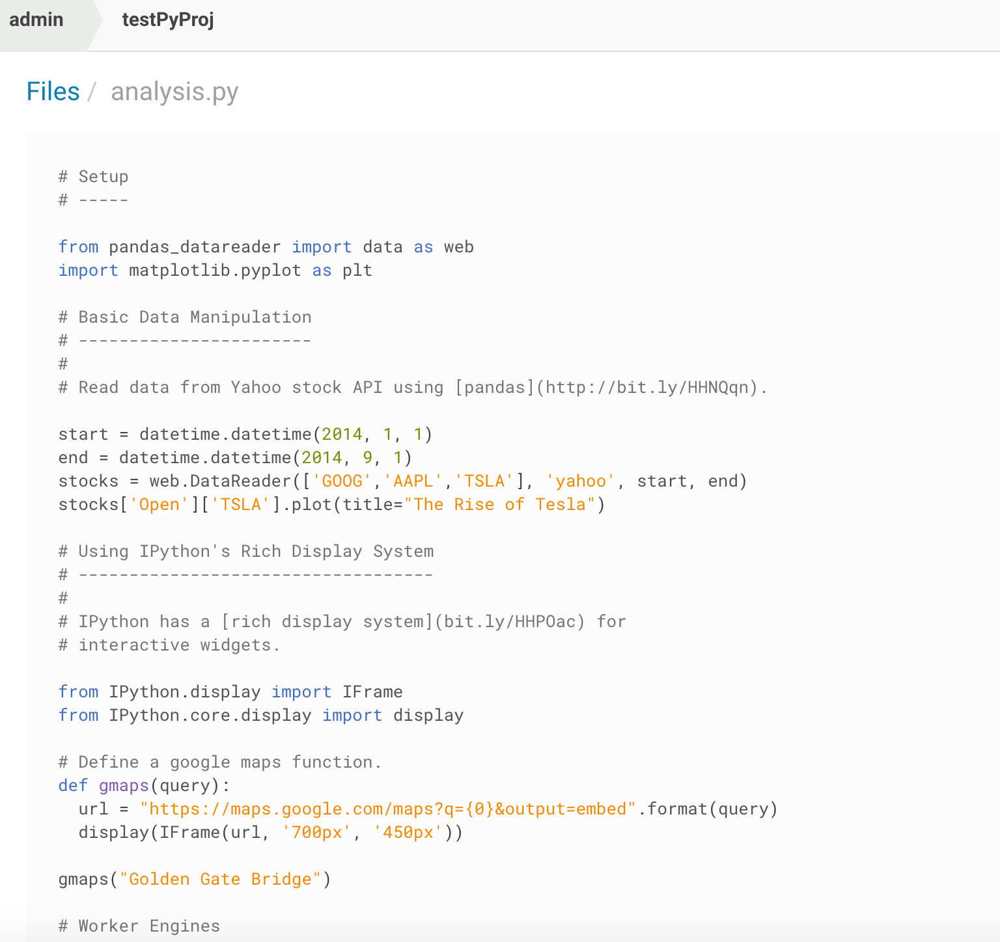 admin testPyProj
Files / analysis.py
# Setup
# -----
from pandas_datareader import data as web
import matplotlib.pyplot as plt
# Basic Data Manipulation
# -----------------------
#
# Read data from Yahoo stock API using [pandas](http://bit.ly/HHNQqn).
start = datetime.datetime(2014, 1, 1)
end = datetime.datetime(2014, 9, 1)
stocks = web.DataReader(['GOOG','AAPL','TSLA'], 'yahoo', start, end)
stocks['Open']['TSLA'].plot(title="The Rise of Tesla")
# Using IPython's Rich Display System
# -----------------------------------
#
# IPython has a [rich display system](bit.ly/HHPOac) for
# interactive widgets.
from IPython.display import IFrame
from IPython.core.display import display
# Define a google maps function.
def gmaps(query):
  url = "https://maps.google.com/maps?q={0}&output=embed".format(query)
  display(IFrame(url, '700px', '450px'))
gmaps("Golden Gate Bridge")
# Worker Engines